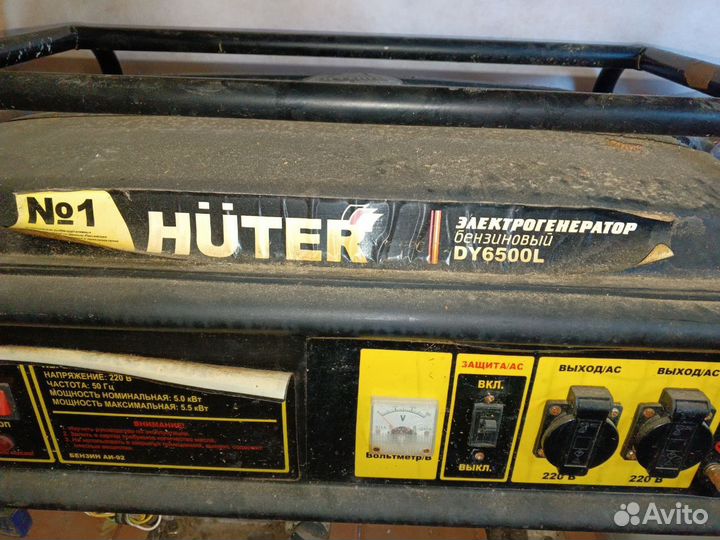 №1
HÜTER
ЭЛЕКТРОГЕНЕРАТОР
бензиновый
DY6500L
НАПРЯЖЕНИЕ: 220 В
ЧАСТОТА: 50 Гц
МОЩНОСТЬ НОМИНАЛЬНАЯ: 5.0 кВт
МОЩНОСТЬ МАКСИМАЛЬНАЯ: 5.5 кВт
ВНИМАНИЕ!
БЕНЗИН АИ-92
V
Вольтметр/В
ЗАЩИТА/АС
ВКЛ.
ВЫКЛ.
ВЫХОД/АС
220 В
ВЫХОД/АС
220 В
Avito